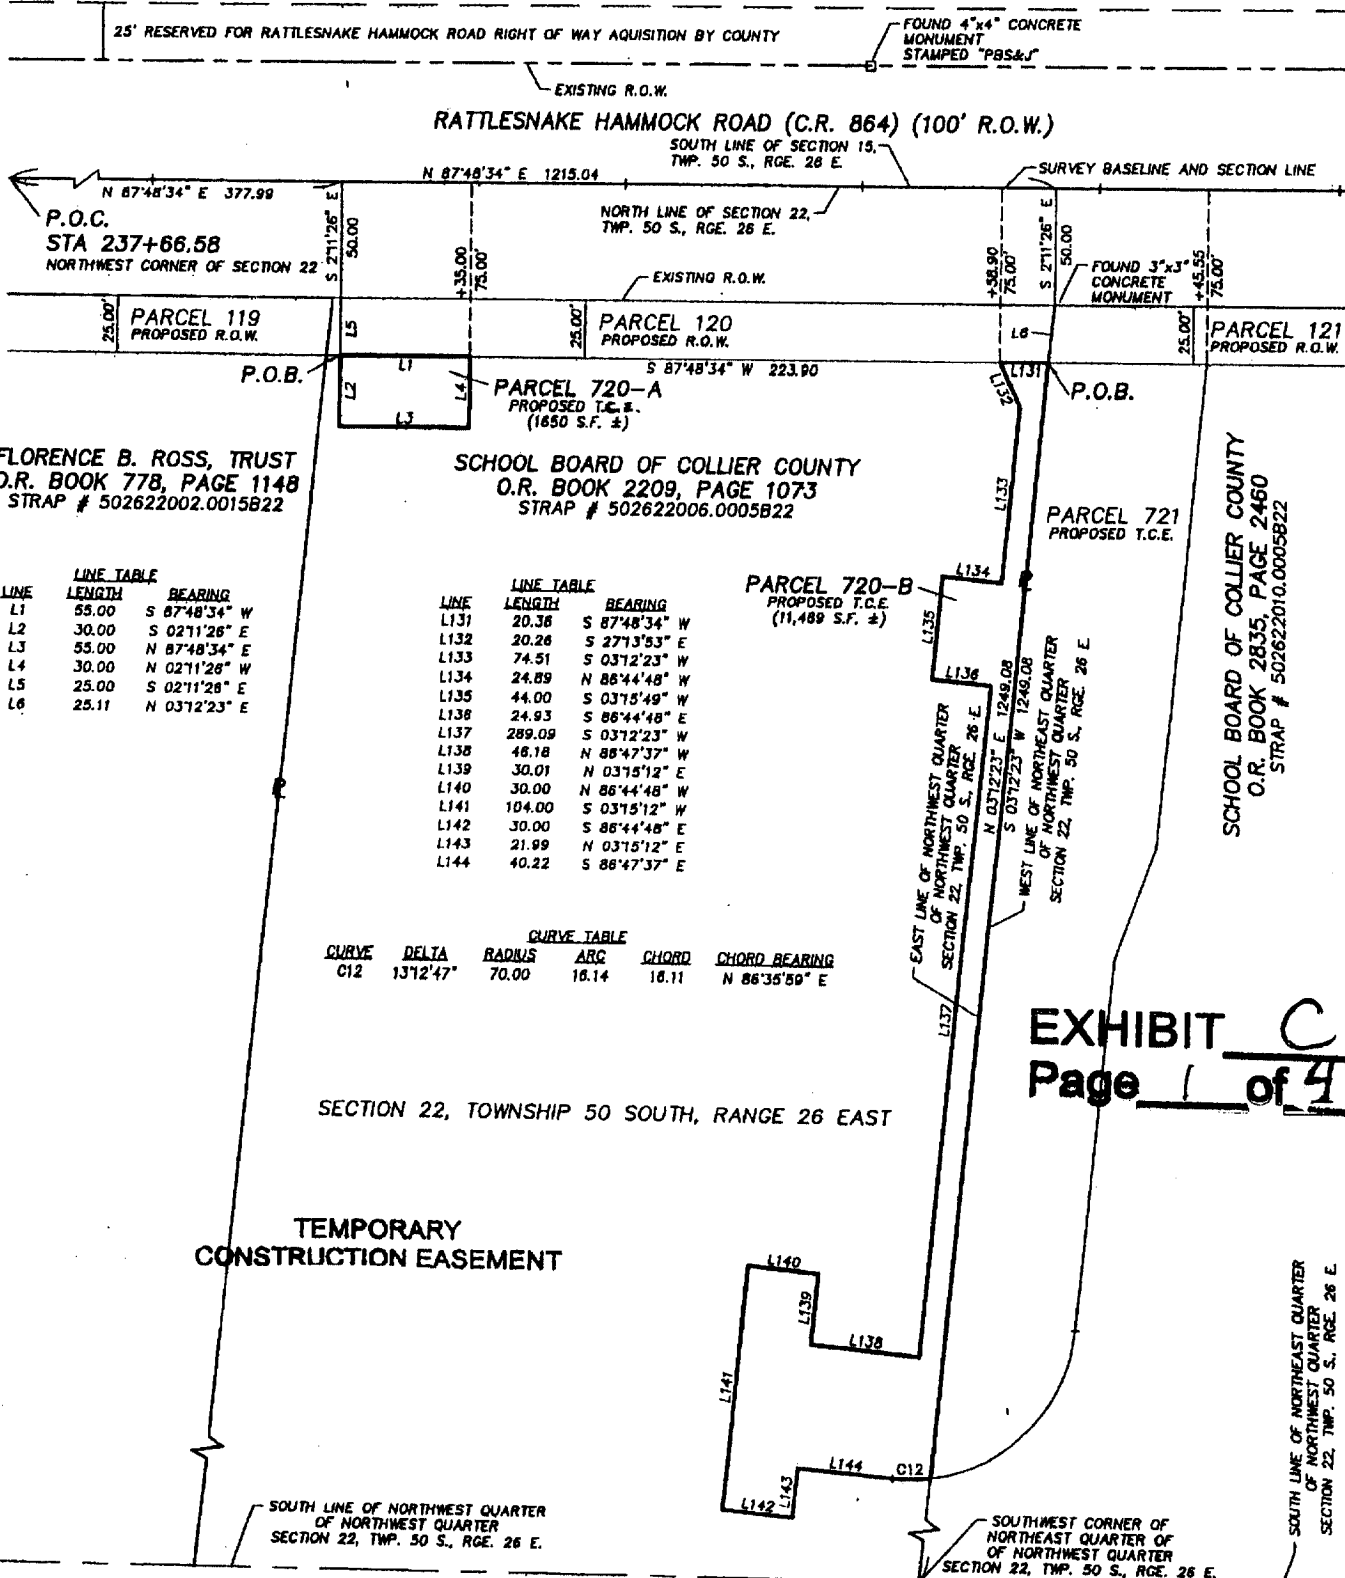 25' RESERVED FOR RATTLESNAKE HAMMOCK ROAD RIGHT OF WAY AQUISITION BY COUNTY
FOUND 4"x4" CONCRETE
MONUMENT
STAMPED "PBS&J"
EXISTING R.O.W.
RATTLESNAKE HAMMOCK ROAD (C.R. 864) (100' R.O.W.)
SOUTH LINE OF SECTION 15,
TWP. 50 S., RGE. 26 E.
SURVEY BASELINE AND SECTION LINE
N 87°48'34" E 377.99
N 87°48'34" E 1215.04
P.O.C.
STA 237+66.58
NORTHWEST CORNER OF SECTION 22
S 2°11'26" E
50.00
+35.00
75.00'
NORTH LINE OF SECTION 22,
TWP. 50 S., RGE. 26 E.
EXISTING R.O.W.
+58.90
75.00'
S 2°11'26" E
50.00
FOUND 3"x3"
CONCRETE
MONUMENT
+45.55
75.00'
25.00'
PARCEL 119
PROPOSED R.O.W.
L5
25.00'
PARCEL 120
PROPOSED R.O.W.
L6
25.00'
PARCEL 121
PROPOSED R.O.W.
P.O.B.
L1
L2
L3
L4
S 87°48'34" W 223.90
PARCEL 720-A
PROPOSED T.C.E.
(1650 S.F. ±)
L131
L132
P.O.B.
FLORENCE B. ROSS, TRUST
O.R. BOOK 778, PAGE 1148
STRAP # 502622002.0015B22
SCHOOL BOARD OF COLLIER COUNTY
O.R. BOOK 2209, PAGE 1073
STRAP # 502622006.0005B22
L133
PARCEL 721
PROPOSED T.C.E.
SCHOOL BOARD OF COLLIER COUNTY
O.R. BOOK 2835, PAGE 2460
STRAP # 502622010.0005B22
LINE TABLE
LINE LENGTH BEARING
L1 55.00 S 87°48'34" W
L2 30.00 S 02°11'26" E
L3 55.00 N 87°48'34" E
L4 30.00 N 02°11'26" W
L5 25.00 S 02°11'26" E
L6 25.11 N 03°12'23" E
LINE TABLE
LINE LENGTH BEARING
L131 20.36 S 87°48'34" W
L132 20.26 S 27°13'53" E
L133 74.51 S 03°12'23" W
L134 24.89 N 86°44'48" W
L135 44.00 S 03°15'49" W
L136 24.93 S 86°44'48" E
L137 289.09 S 03°12'23" W
L138 46.18 N 86°47'37" W
L139 30.01 N 03°15'12" E
L140 30.00 N 86°44'48" W
L141 104.00 S 03°15'12" W
L142 30.00 S 86°44'48" E
L143 21.99 N 03°15'12" E
L144 40.22 S 86°47'37" E
PARCEL 720-B
PROPOSED T.C.E.
(11,489 S.F. ±)
L134
L135
L136
EAST LINE OF NORTHWEST QUARTER
OF NORTHWEST QUARTER
SECTION 22, TWP. 50 S., RGE. 26 E.
N 03°12'23" E 1249.08
S 03°12'23" W 1249.08
WEST LINE OF NORTHEAST QUARTER
OF NORTHWEST QUARTER
SECTION 22, TWP. 50 S., RGE. 26 E.
CURVE TABLE
CURVE DELTA RADIUS ARC CHORD CHORD BEARING
C12 13°12'47" 70.00 16.14 16.11 N 86°35'59" E
L137
EXHIBIT C
Page 1 of 4
SECTION 22, TOWNSHIP 50 SOUTH, RANGE 26 EAST
TEMPORARY
CONSTRUCTION EASEMENT
L140
L139
L138
L141
L144
C12
L143
L142
SOUTH LINE OF NORTHWEST QUARTER
OF NORTHWEST QUARTER
SECTION 22, TWP. 50 S., RGE. 26 E.
SOUTHWEST CORNER OF
NORTHEAST QUARTER OF
OF NORTHWEST QUARTER
SECTION 22, TWP. 50 S., RGE. 26 E.
SOUTH LINE OF NORTHEAST QUARTER
OF NORTHWEST QUARTER
SECTION 22, TWP. 50 S., RGE. 26 E.